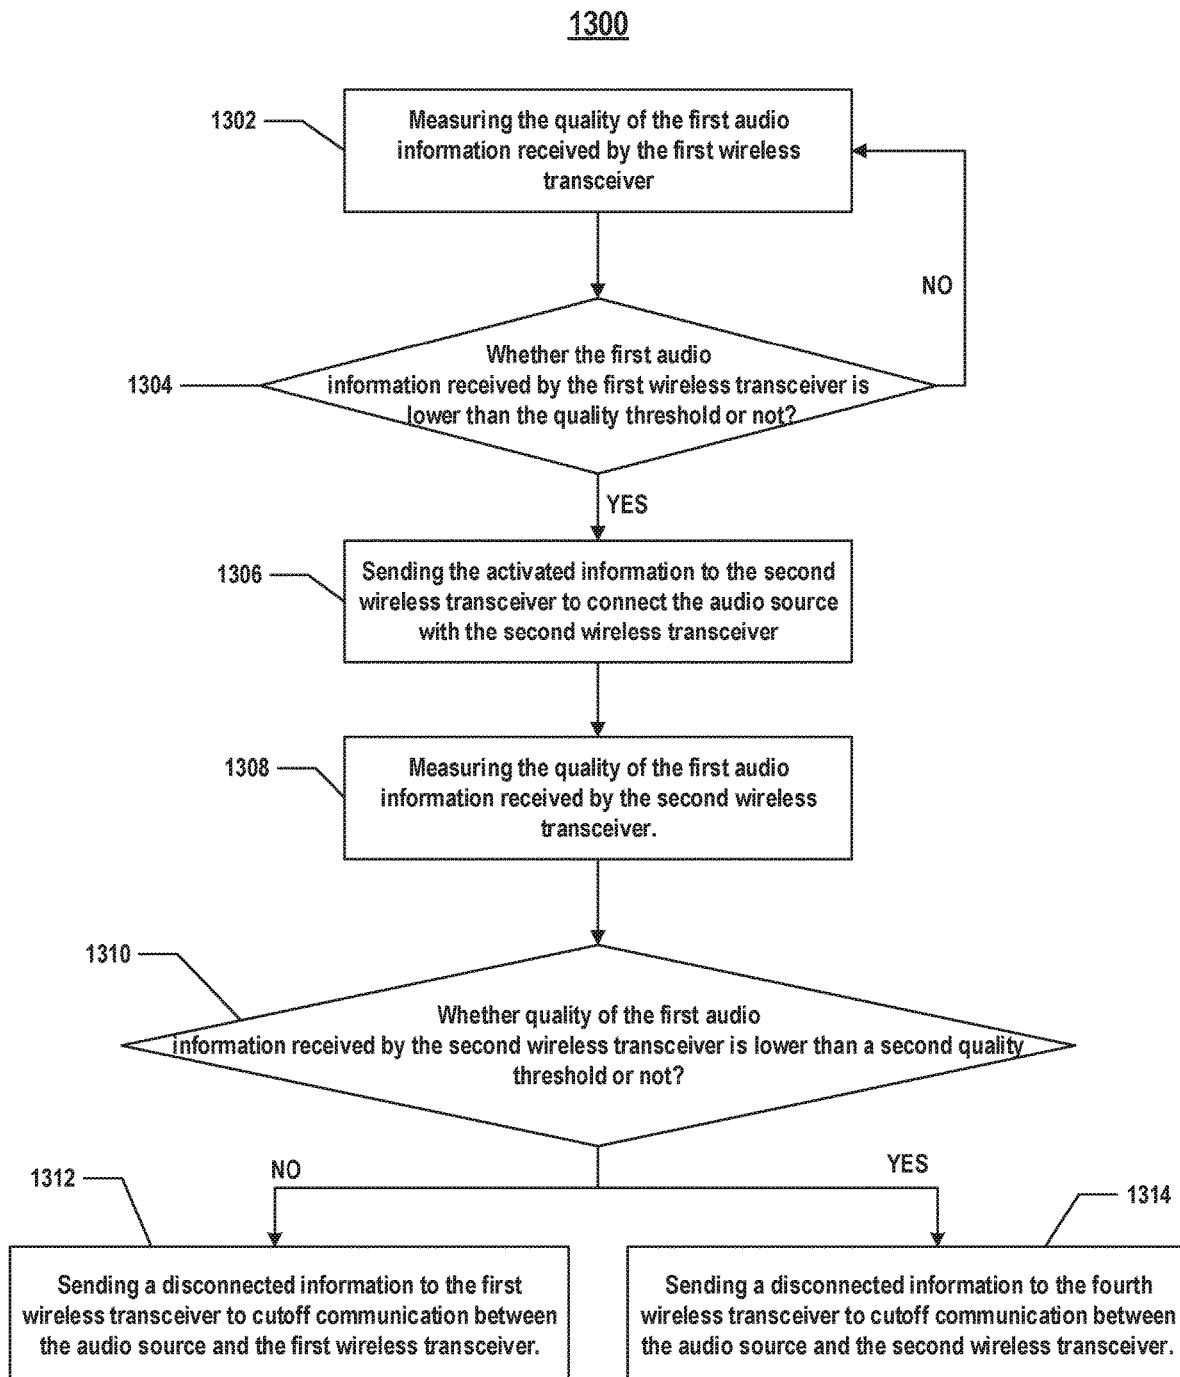 1300
1302
Measuring the quality of the first audio
information received by the first wireless
transceiver
NO
1304
Whether the first audio
information received by the first wireless transceiver is
lower than the quality threshold or not?
YES
1306
Sending the activated information to the second
wireless transceiver to connect the audio source
with the second wireless transceiver
1308
Measuring the quality of the first audio
information received by the second wireless
transceiver.
1310
Whether quality of the first audio
information received by the second wireless transceiver is lower than a second quality
threshold or not?
NO
YES
1312
1314
Sending a disconnected information to the first
wireless transceiver to cutoff communication between
the audio source and the first wireless transceiver.
Sending a disconnected information to the fourth
wireless transceiver to cutoff communication between
the audio source and the second wireless transceiver.